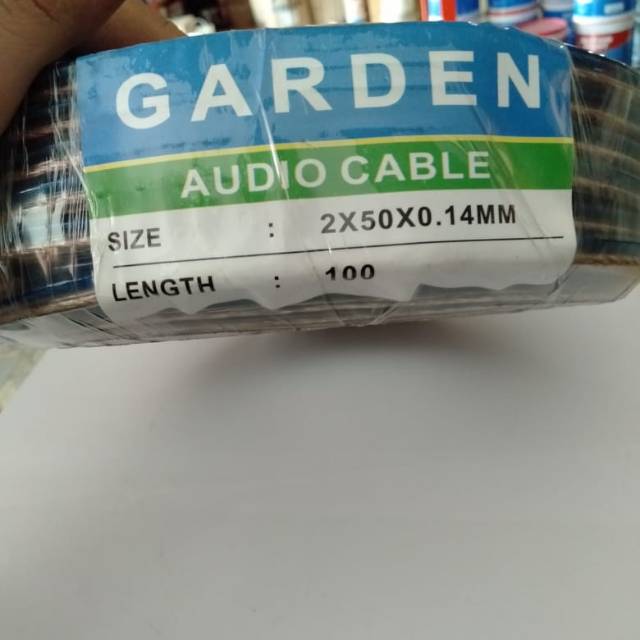 GARDEN
AUDIO CABLE
SIZE : 2X50X0.14MM
LENGTH : 100